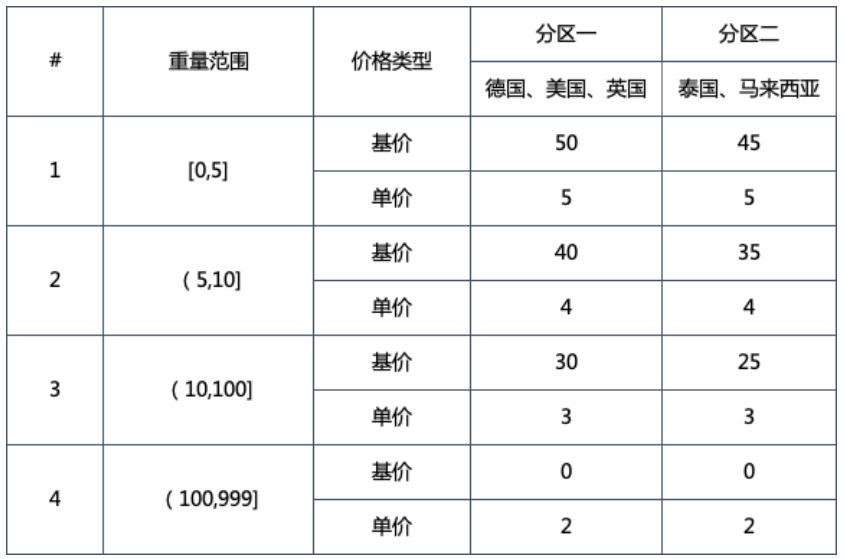 # 重量范围 价格类型 分区一 分区二
德国、美国、英国 泰国、马来西亚
1 [0,5] 基价 50 45
单价 5 5
2 ( 5,10] 基价 40 35
单价 4 4
3 ( 10,100] 基价 30 25
单价 3 3
4 ( 100,999] 基价 0 0
单价 2 2